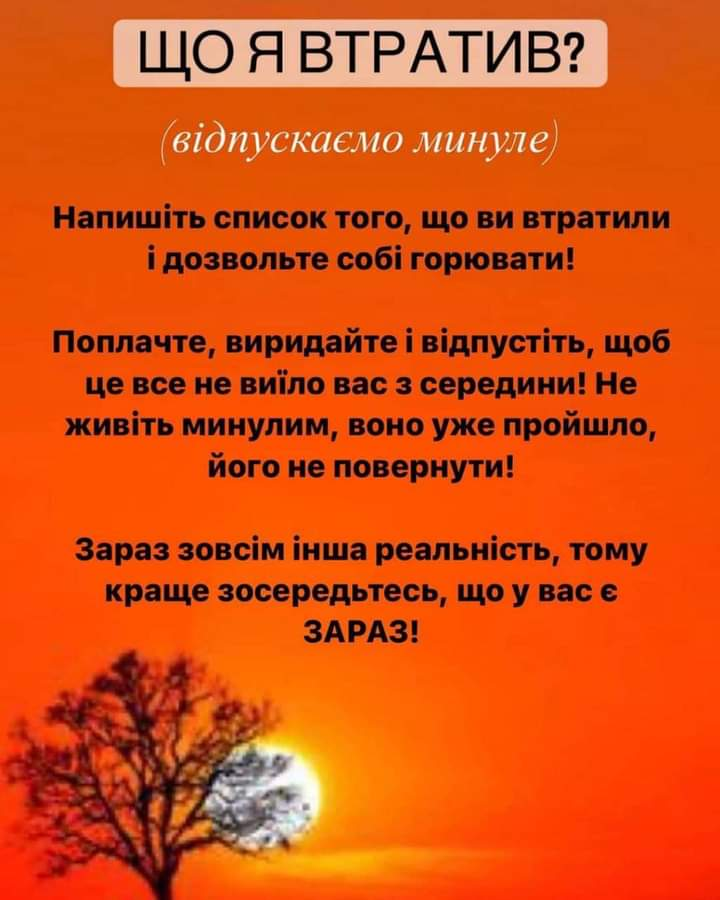 ЩО Я ВТРАТИВ?
(відпускаємо минуле)
Напишіть список того, що ви втратили
і дозвольте собі горювати!
Поплачте, виридайте і відпустіть, щоб
це все не виїло вас з середини! Не
живіть минулим, воно уже пройшло,
його не повернути!
Зараз зовсім інша реальність, тому
краще зосередьтесь, що у вас є
ЗАРАЗ!